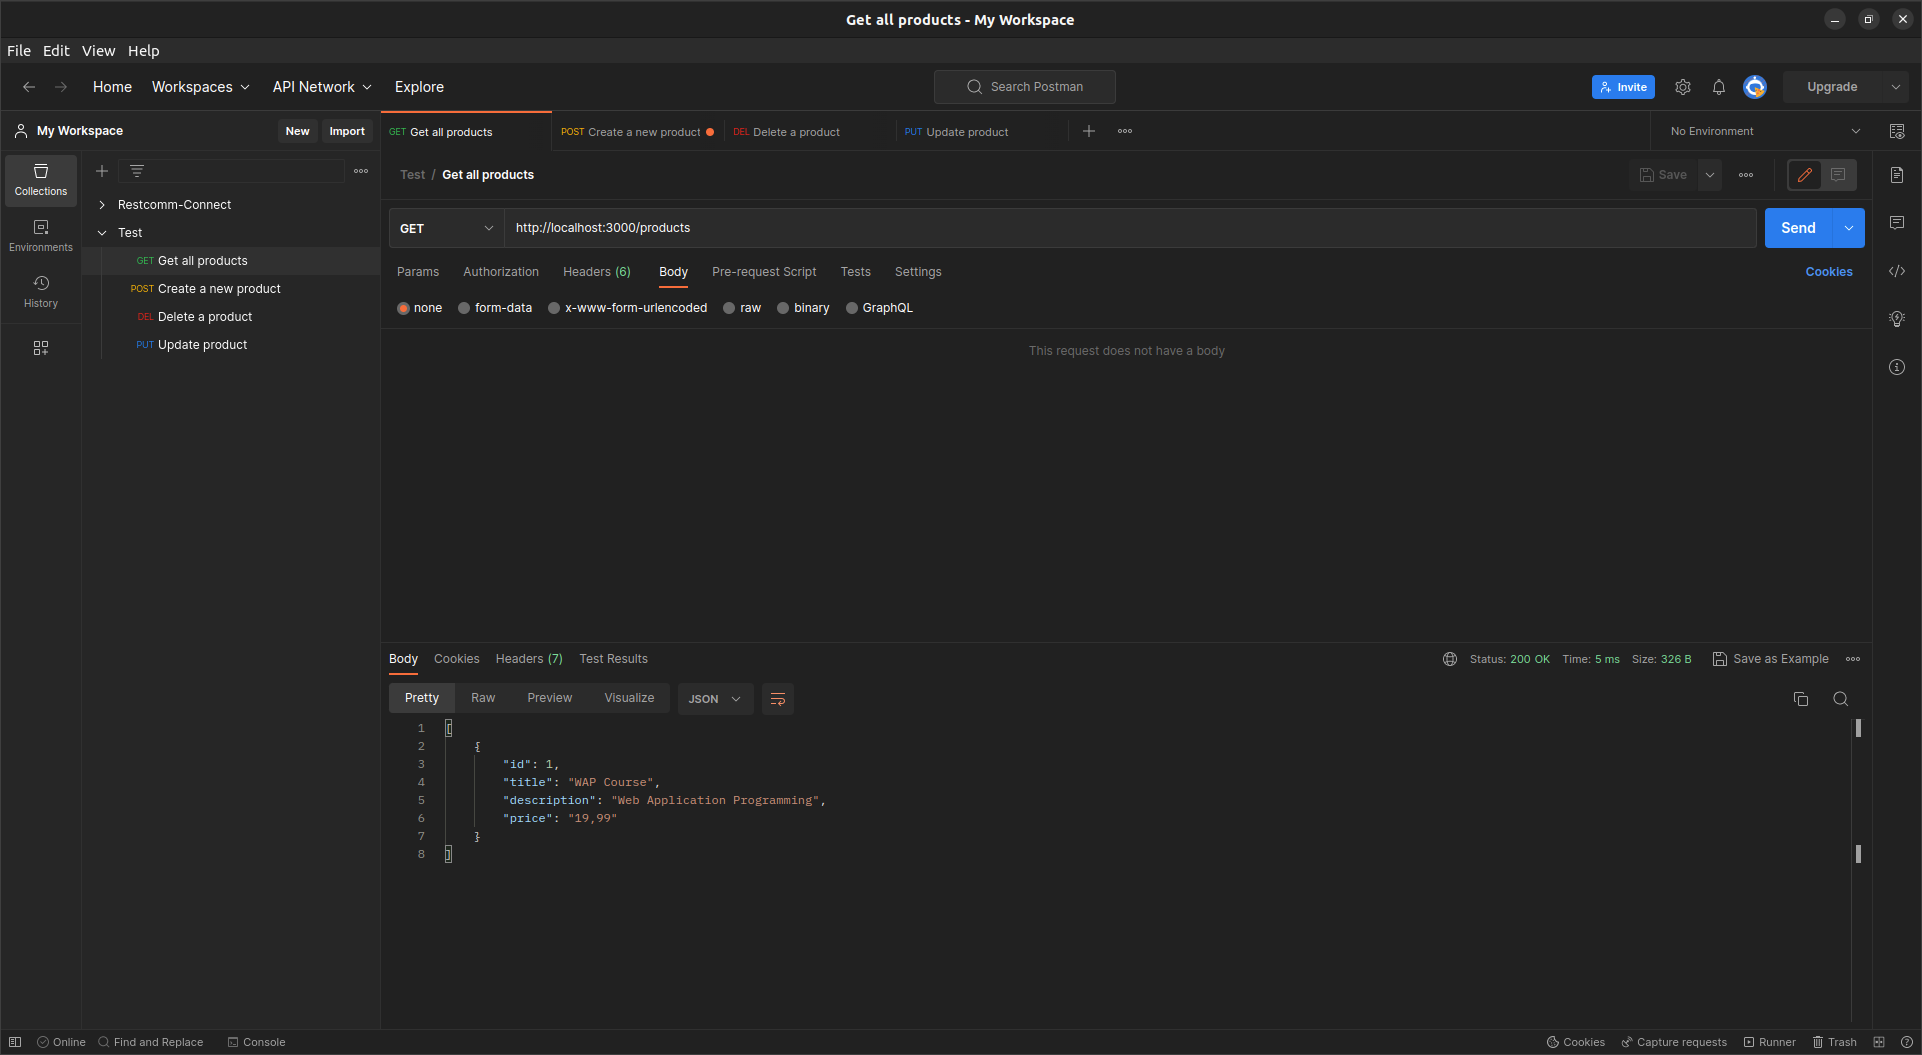 Get all products - My Workspace
File Edit View Help
Home Workspaces API Network Explore Search Postman Invite Upgrade
My Workspace New Import GET Get all products POST Create a new product DEL Delete a product PUT Update product No Environment
Collections
Environments
History
Restcomm-Connect
Test
GET Get all products
POST Create a new product
DEL Delete a product
PUT Update product
Test / Get all products Save
GET http://localhost:3000/products Send
Params Authorization Headers (6) Body Pre-request Script Tests Settings Cookies
none form-data x-www-form-urlencoded raw binary GraphQL
This request does not have a body
Body Cookies Headers (7) Test Results Status: 200 OK Time: 5 ms Size: 326 B Save as Example
Pretty Raw Preview Visualize JSON
1 [
2 {
3 "id": 1,
4 "title": "WAP Course",
5 "description": "Web Application Programming",
6 "price": "19,99"
7 }
8 ]
Online Find and Replace Console Cookies Capture requests Runner Trash